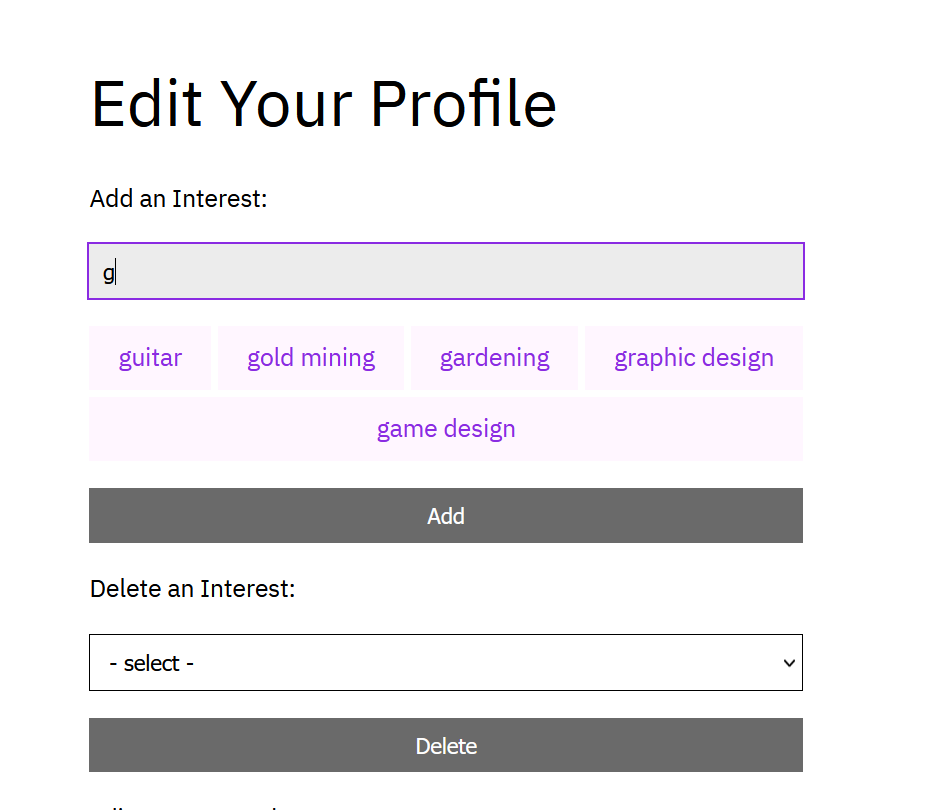 Edit Your Profile
Add an Interest:
g
guitar gold mining gardening graphic design
game design
Add
Delete an Interest:
- select -
Delete